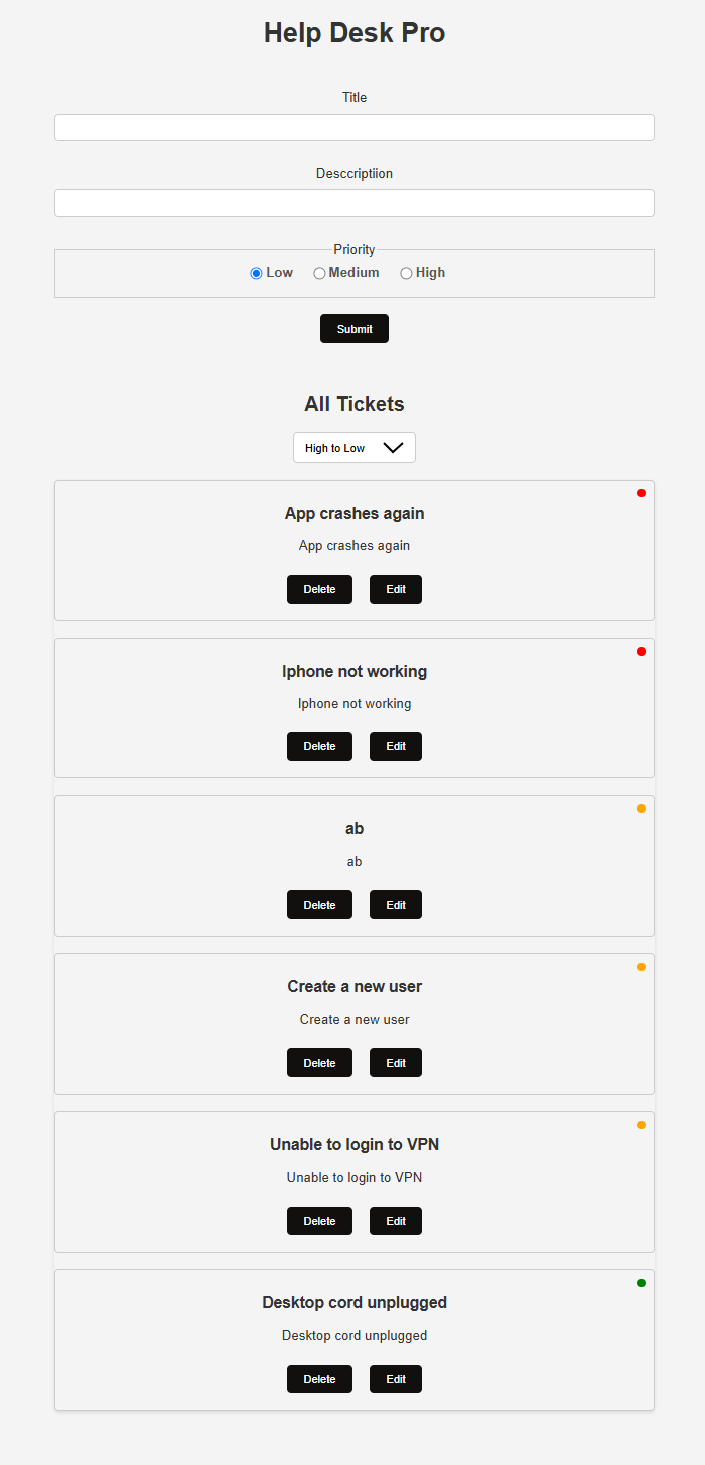 Help Desk Pro
Title
Desccriptiion
Priority
Low Medium High
Submit
All Tickets
High to Low
App crashes again
App crashes again
Delete Edit
Iphone not working
Iphone not working
Delete Edit
ab
ab
Delete Edit
Create a new user
Create a new user
Delete Edit
Unable to login to VPN
Unable to login to VPN
Delete Edit
Desktop cord unplugged
Desktop cord unplugged
Delete Edit